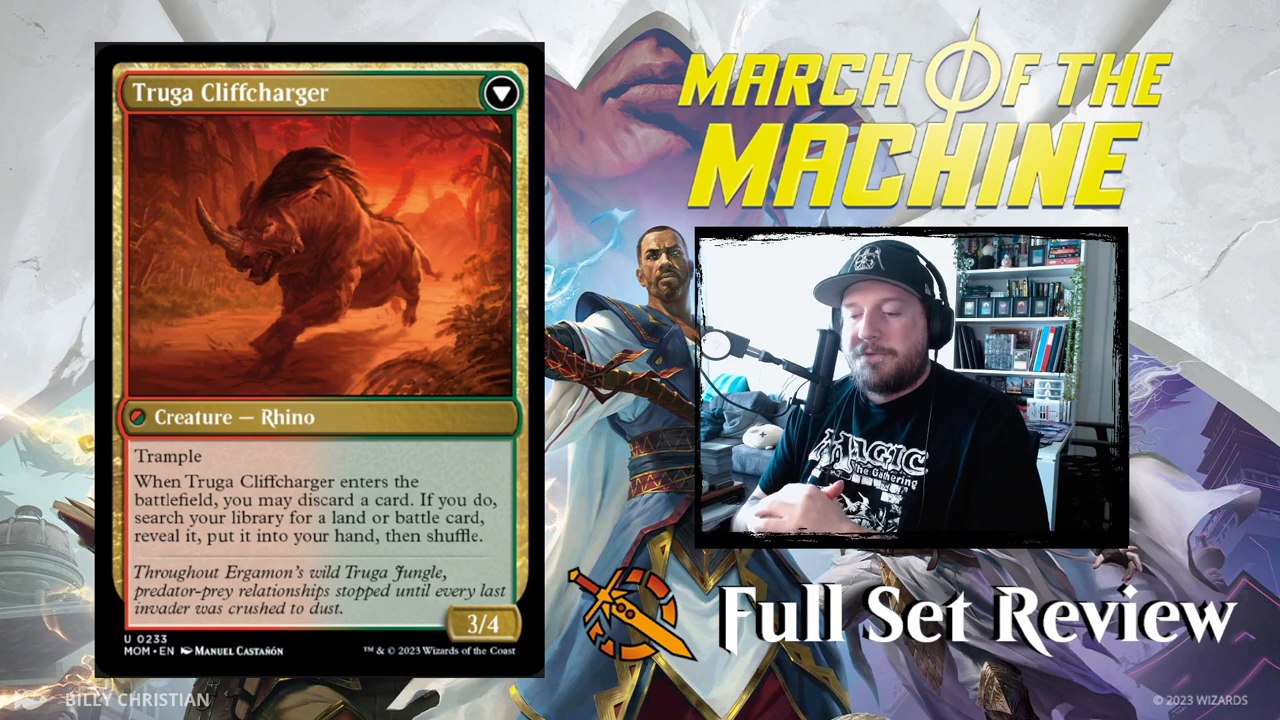 Truga Cliffcharger
Creature — Rhino
Trample
When Truga Cliffcharger enters the
battlefield, you may discard a card. If you do,
search your library for a land or battle card,
reveal it, put it into your hand, then shuffle.
Throughout Ergamon's wild Truga Jungle,
predator-prey relationships stopped until every last
invader was crushed to dust.
3/4
U 0233
MOM • EN MANUEL CASTAÑÓN
™ & © 2023 Wizards of the Coast
BILLY CHRISTIAN
MARCH OF THE
MACHINE
MAGIC
The Gathering
Full Set Review
© 2023 WIZARDS